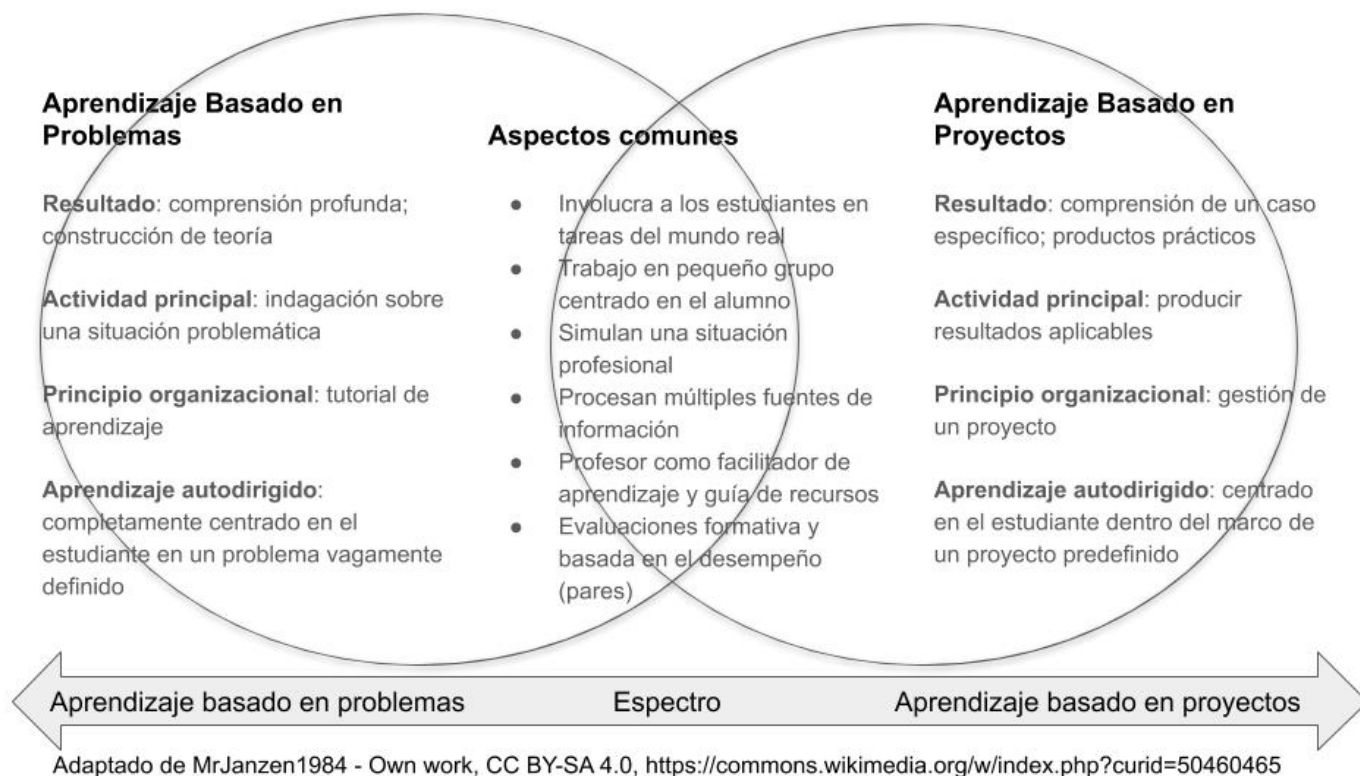 Aprendizaje Basado en
Problemas
Resultado: comprensión profunda;
construcción de teoría
Actividad principal: indagación sobre
una situación problemática
Principio organizacional: tutorial de
aprendizaje
Aprendizaje autodirigido:
completamente centrado en el
estudiante en un problema vagamente
definido
Aspectos comunes
● Involucra a los estudiantes en
tareas del mundo real
● Trabajo en pequeño grupo
centrado en el alumno
● Simulan una situación
profesional
● Procesan múltiples fuentes de
información
● Profesor como facilitador de
aprendizaje y guía de recursos
● Evaluaciones formativa y
basada en el desempeño
(pares)
Aprendizaje Basado en
Proyectos
Resultado: comprensión de un caso
específico; productos prácticos
Actividad principal: producir
resultados aplicables
Principio organizacional: gestión de
un proyecto
Aprendizaje autodirigido: centrado
en el estudiante dentro del marco de
un proyecto predefinido
Aprendizaje basado en problemas
Espectro
Aprendizaje basado en proyectos
Adaptado de MrJanzen1984 - Own work, CC BY-SA 4.0, https://commons.wikimedia.org/w/index.php?curid=50460465